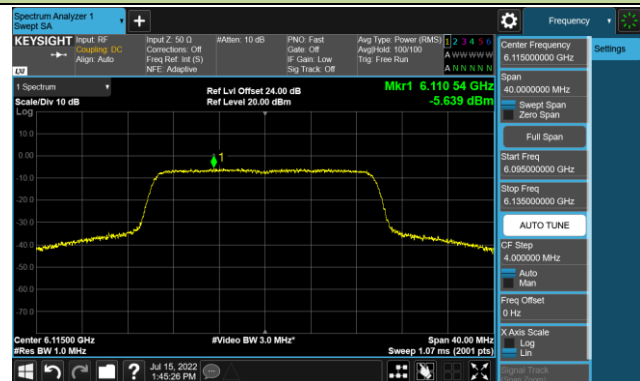 Spectrum Analyzer 1
Swept SA
+
Frequency
KEYSIGHT
Input: RF
Coupling: DC
Align: Auto
Input Z: 50 Ω
Corrections: Off
Freq Ref: Int (S)
NFE: Adaptive
#Atten: 10 dB
PNO: Fast
Gate: Off
IF Gain: Low
Sig Track: Off
Avg Type: Power (RMS)
Avg|Hold: 100/100
Trig: Free Run
1 2 3 4 5 6
A W W W W W
A N N N N N
LXI
1 Spectrum
Scale/Div 10 dB
Log
Ref Lvl Offset 24.00 dB
Ref Level 20.00 dBm
Mkr1 6.110 54 GHz
-5.639 dBm
10.0
0.00
-10.0
-20.0
-30.0
-40.0
-50.0
-60.0
-70.0
1
Center 6.11500 GHz
#Res BW 1.0 MHz
#Video BW 3.0 MHz*
Span 40.00 MHz
Sweep 1.07 ms (2001 pts)
Center Frequency
6.115000000 GHz
Settings
Span
40.0000000 MHz
Swept Span
Zero Span
Full Span
Start Freq
6.095000000 GHz
Stop Freq
6.135000000 GHz
AUTO TUNE
CF Step
4.000000 MHz
Auto
Man
Freq Offset
0 Hz
X Axis Scale
Log
Lin
Signal Track
(Span Zoom)
?
Jul 15, 2022
1:45:26 PM